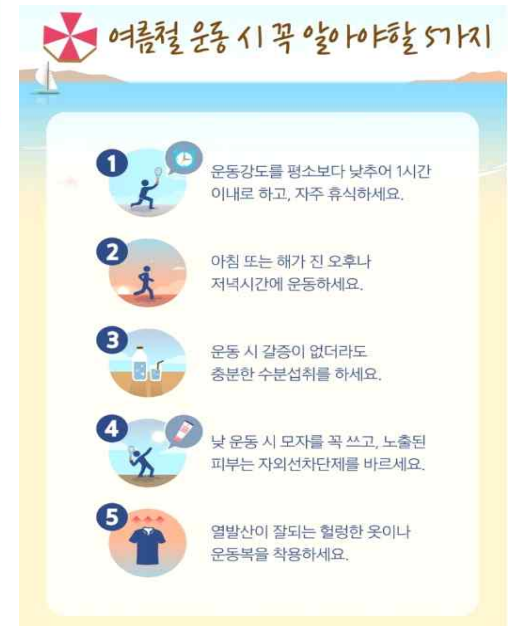 여름철 운동 시 꼭 알아야할 5가지
1
운동강도를 평소보다 낮추어 1시간
이내로 하고, 자주 휴식하세요.
2
아침 또는 해가 진 오후나
저녁시간에 운동하세요.
3
운동 시 갈증이 없더라도
충분한 수분섭취를 하세요.
4
낮 운동 시 모자를 꼭 쓰고, 노출된
피부는 자외선차단제를 바르세요.
5
열발산이 잘되는 헐렁한 옷이나
운동복을 착용하세요.